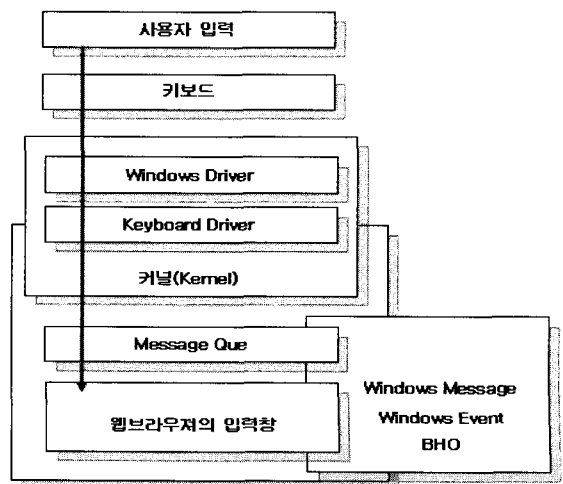 사용자 입력
키보드
Windows Driver
Keyboard Driver
커널(Kernel)
Message Que
웹브라우져의 입력창
Windows Message
Windows Event
BHO